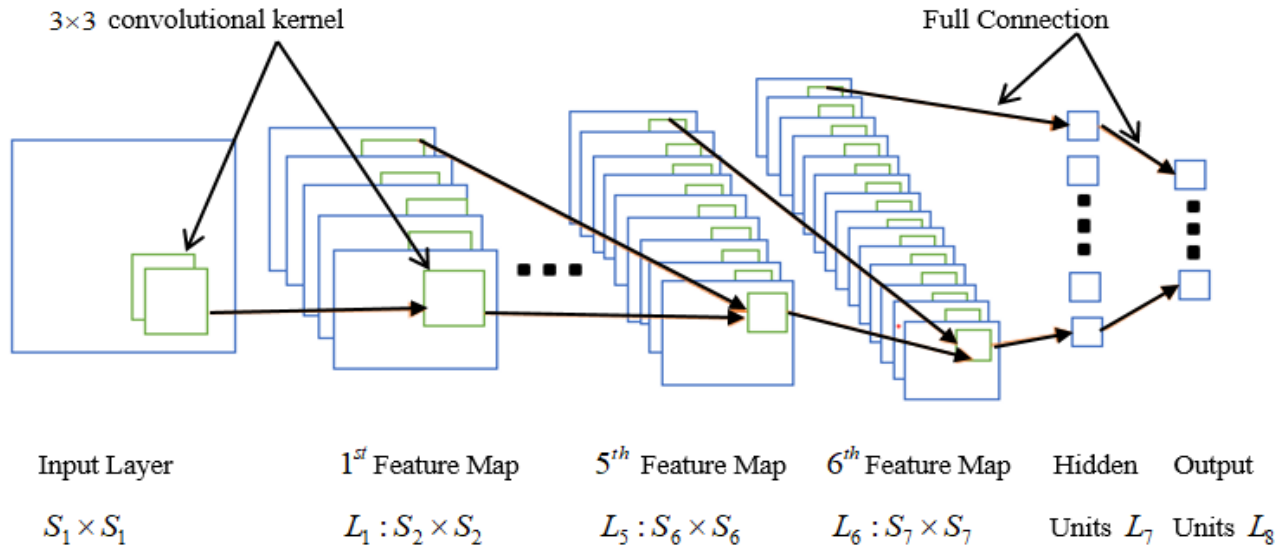 3×3 convolutional kernel
Full Connection
Input Layer
1st Feature Map
5th Feature Map
6th Feature Map
Hidden
Output
S₁ × S₁
L₁ : S₂ × S₂
L₅ : S₆ × S₆
L₆ : S₇ × S₇
Units L₇
Units L₈